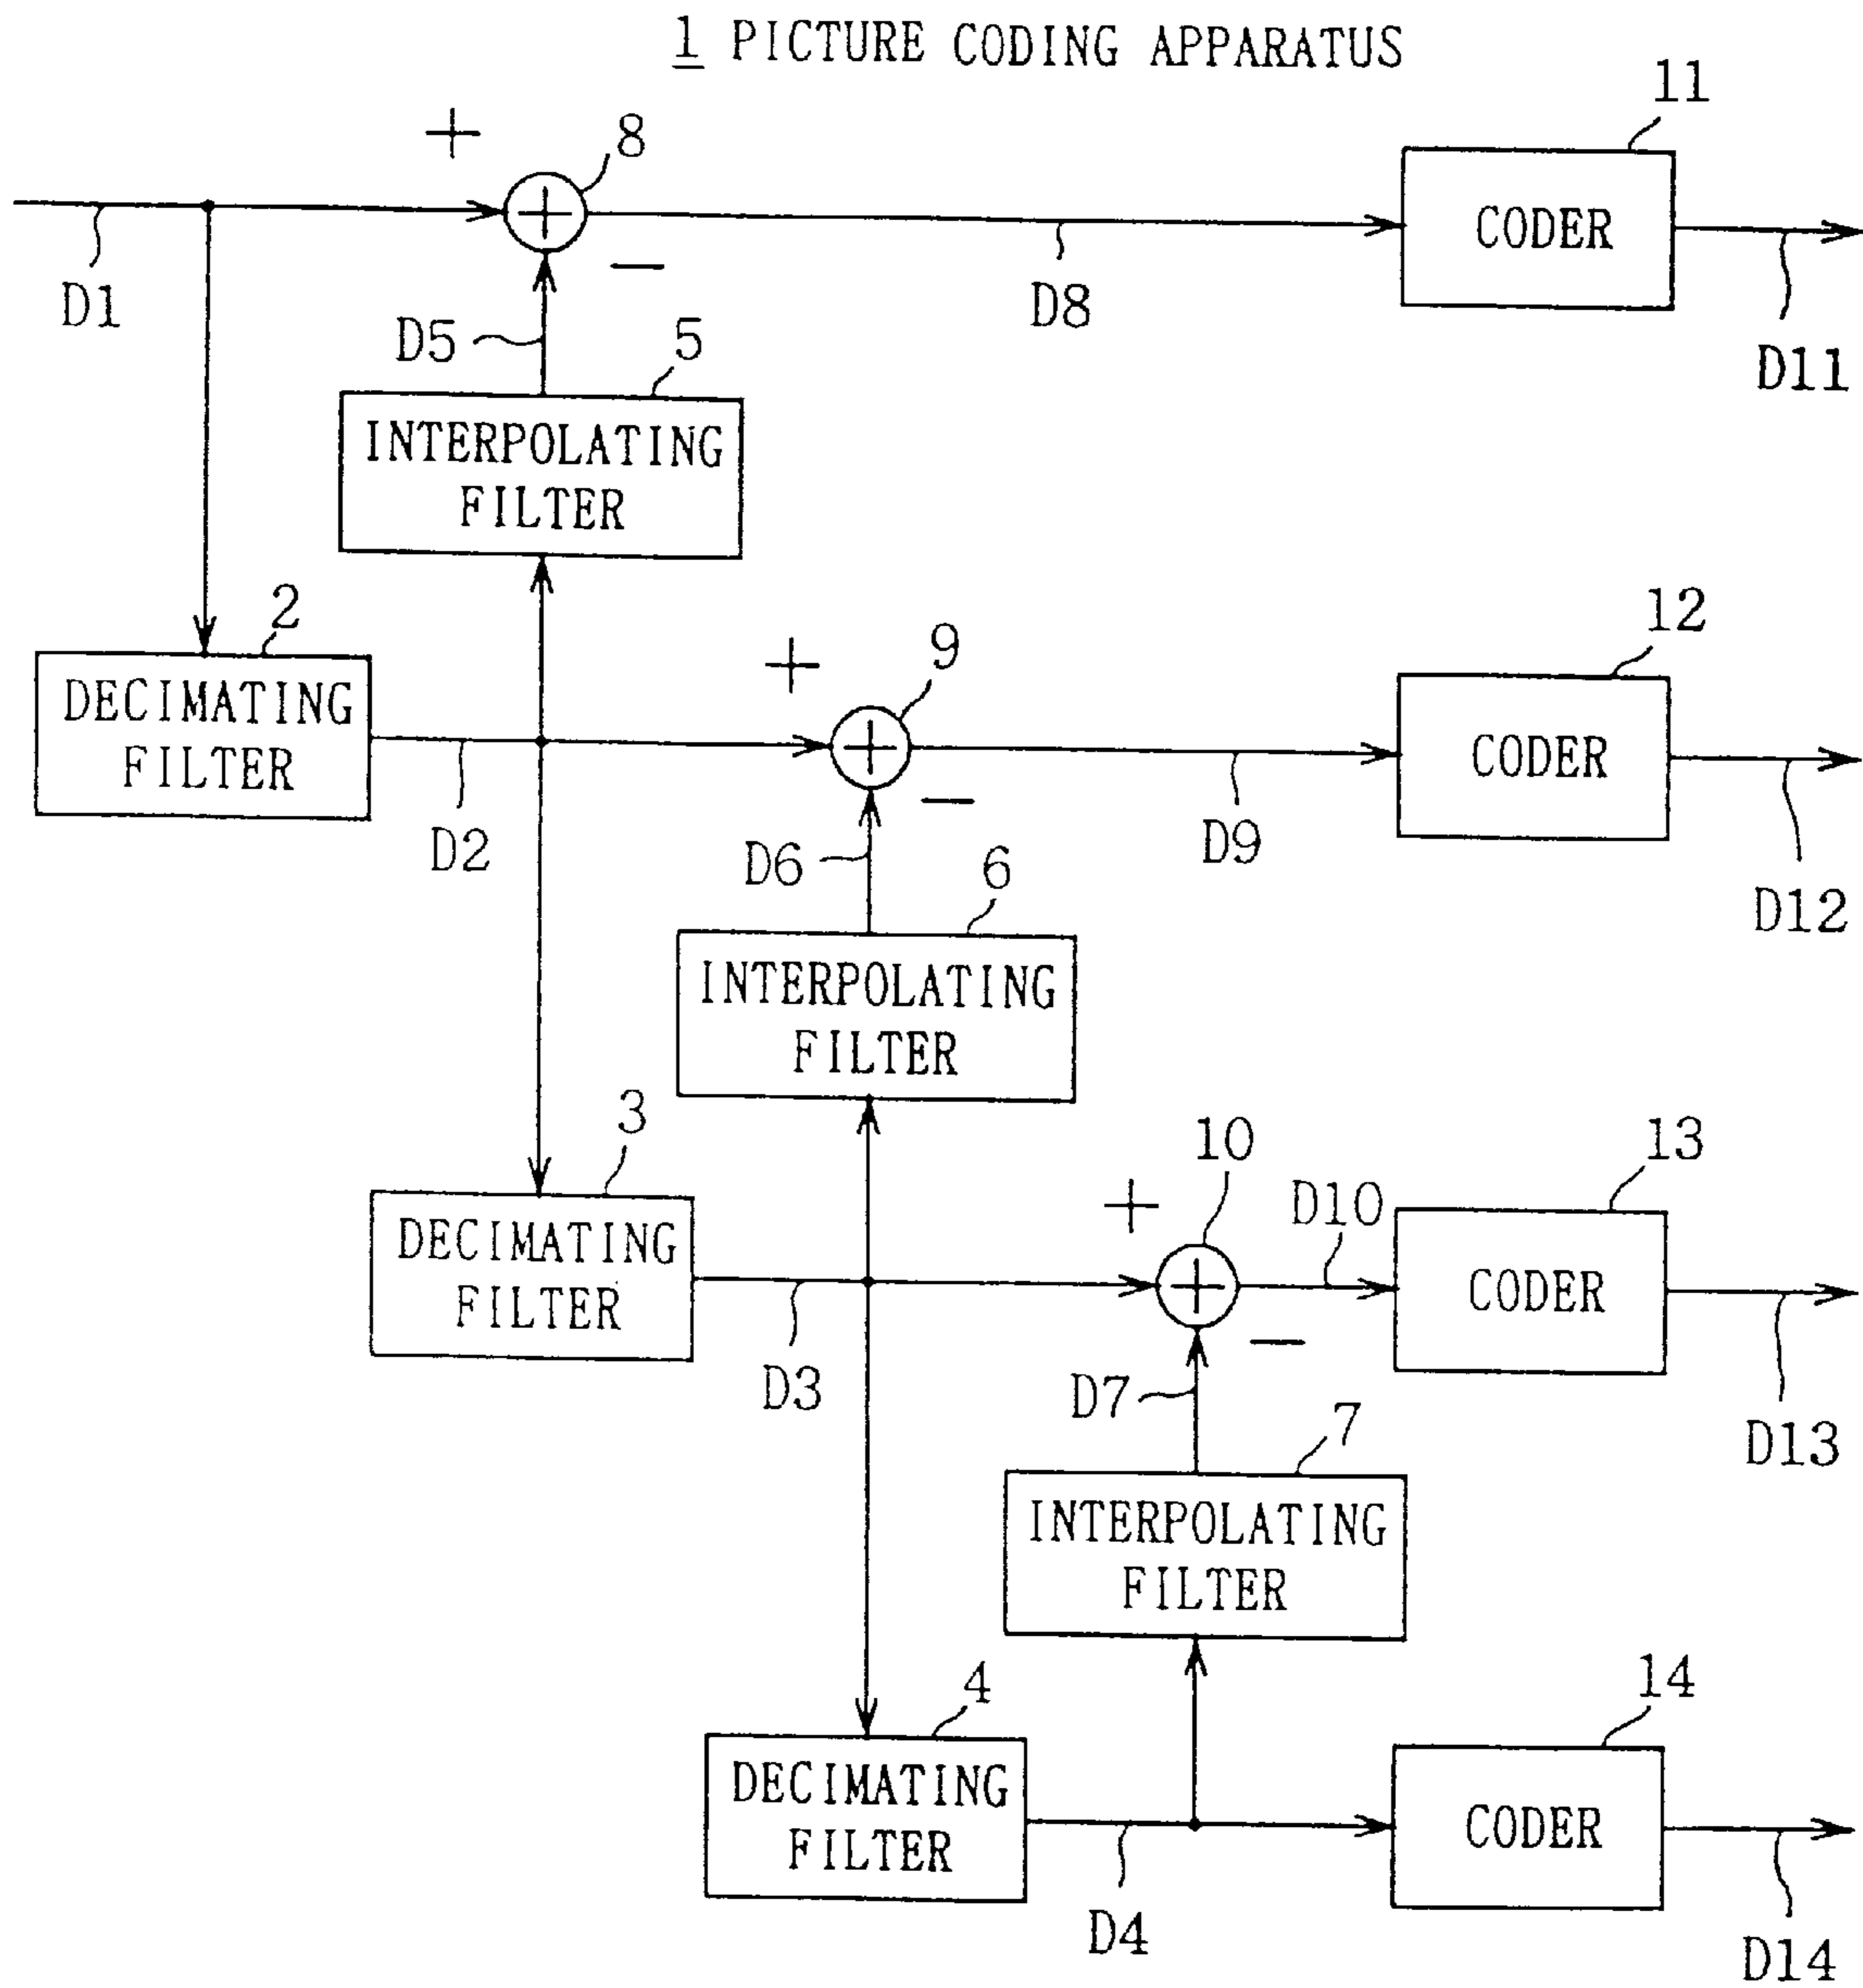 1 PICTURE CODING APPARATUS
11
+
8
CODER
D1
−
D8
D5
5
D11
INTERPOLATING
FILTER
2
12
+
9
DECIMATING
FILTER
CODER
−
D2
D9
D6
6
D12
INTERPOLATING
FILTER
3
10
13
+
D10
DECIMATING
FILTER
CODER
−
D3
D7
7
D13
INTERPOLATING
FILTER
4
14
DECIMATING
FILTER
CODER
D4
D14